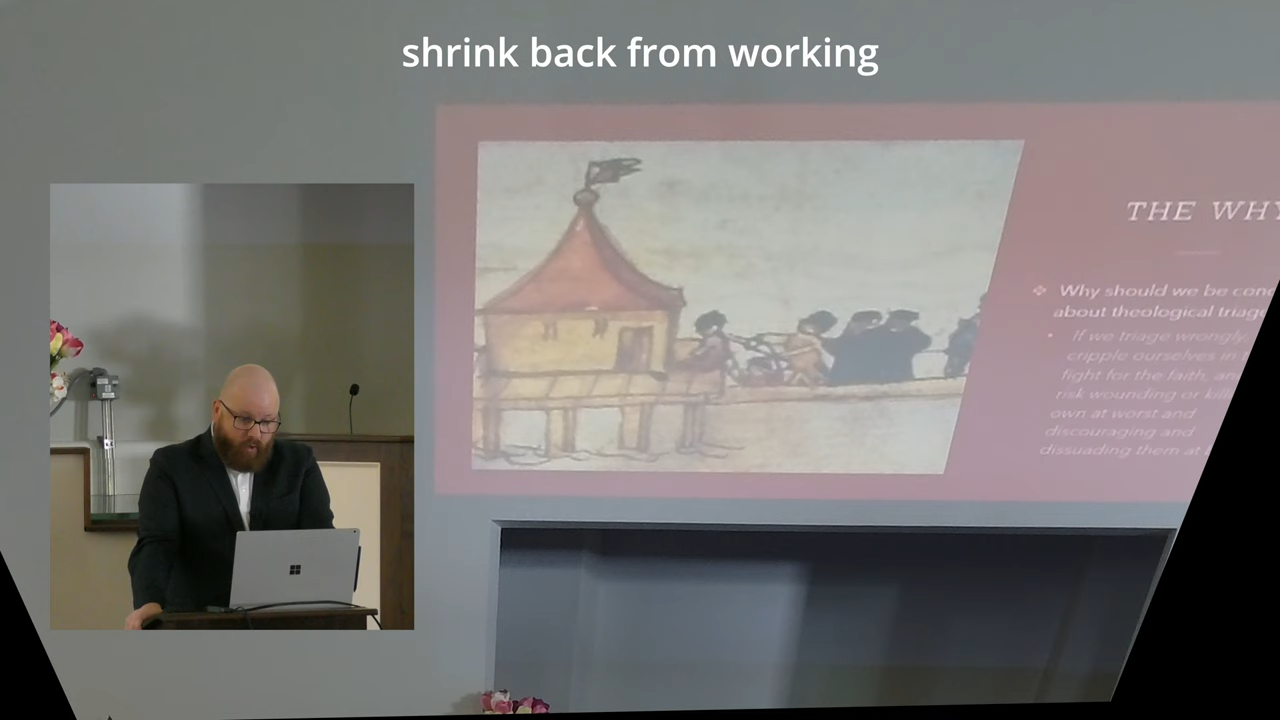 shrink back from working
THE WHY
Why should we be conc
about theological triage
If we triage wrongly,
cripple ourselves in t
fight for the faith, an
risk wounding or kill
own at worst and
discouraging and
dissuading them at